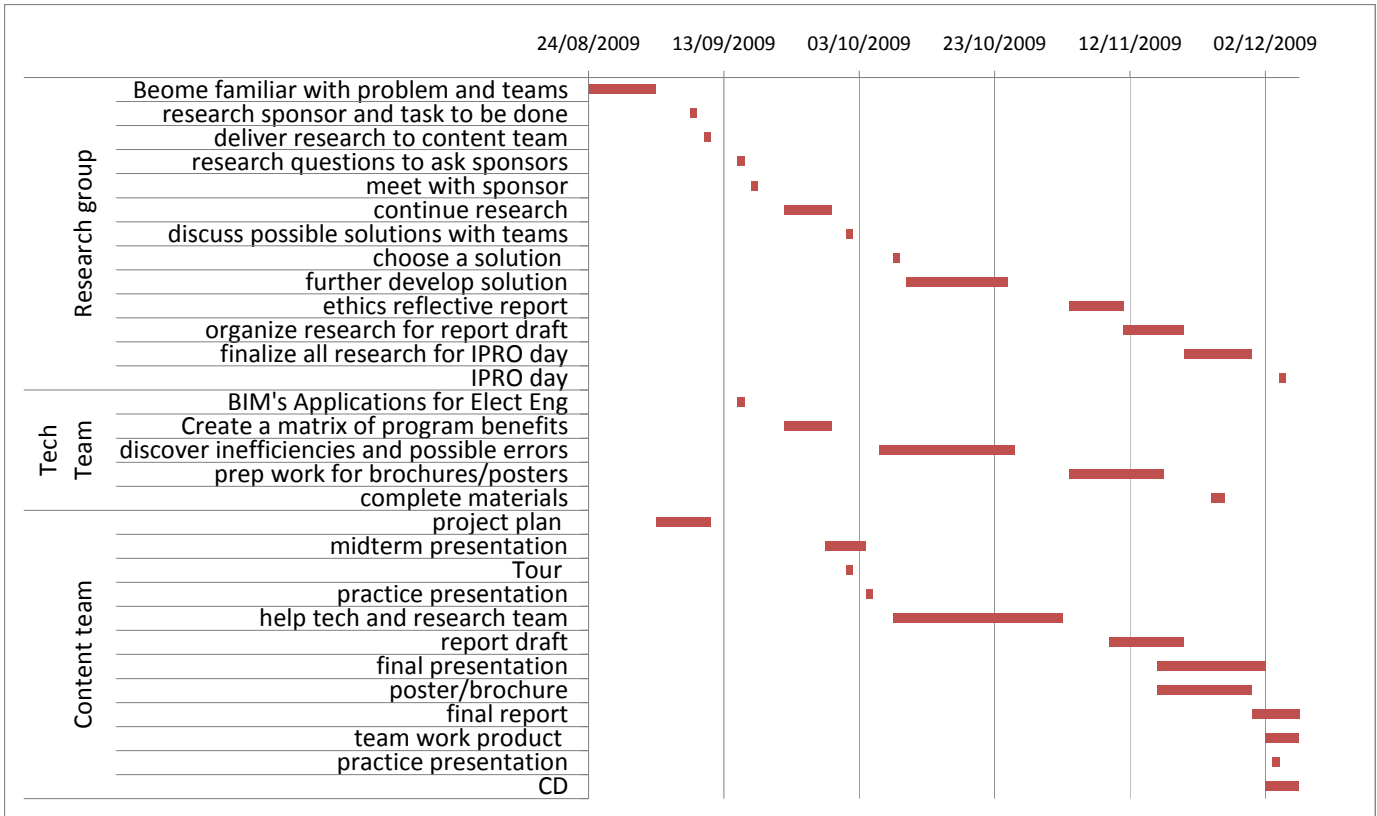 24/08/2009 13/09/2009 03/10/2009 23/10/2009 12/11/2009 02/12/2009
Research group
Beome familiar with problem and teams
research sponsor and task to be done
deliver research to content team
research questions to ask sponsors
meet with sponsor
continue research
discuss possible solutions with teams
choose a solution
further develop solution
ethics reflective report
organize research for report draft
finalize all research for IPRO day
IPRO day
Tech
Team
BIM's Applications for Elect Eng
Create a matrix of program benefits
discover inefficiencies and possible errors
prep work for brochures/posters
complete materials
Content team
project plan
midterm presentation
Tour
practice presentation
help tech and research team
report draft
final presentation
poster/brochure
final report
team work product
practice presentation
CD